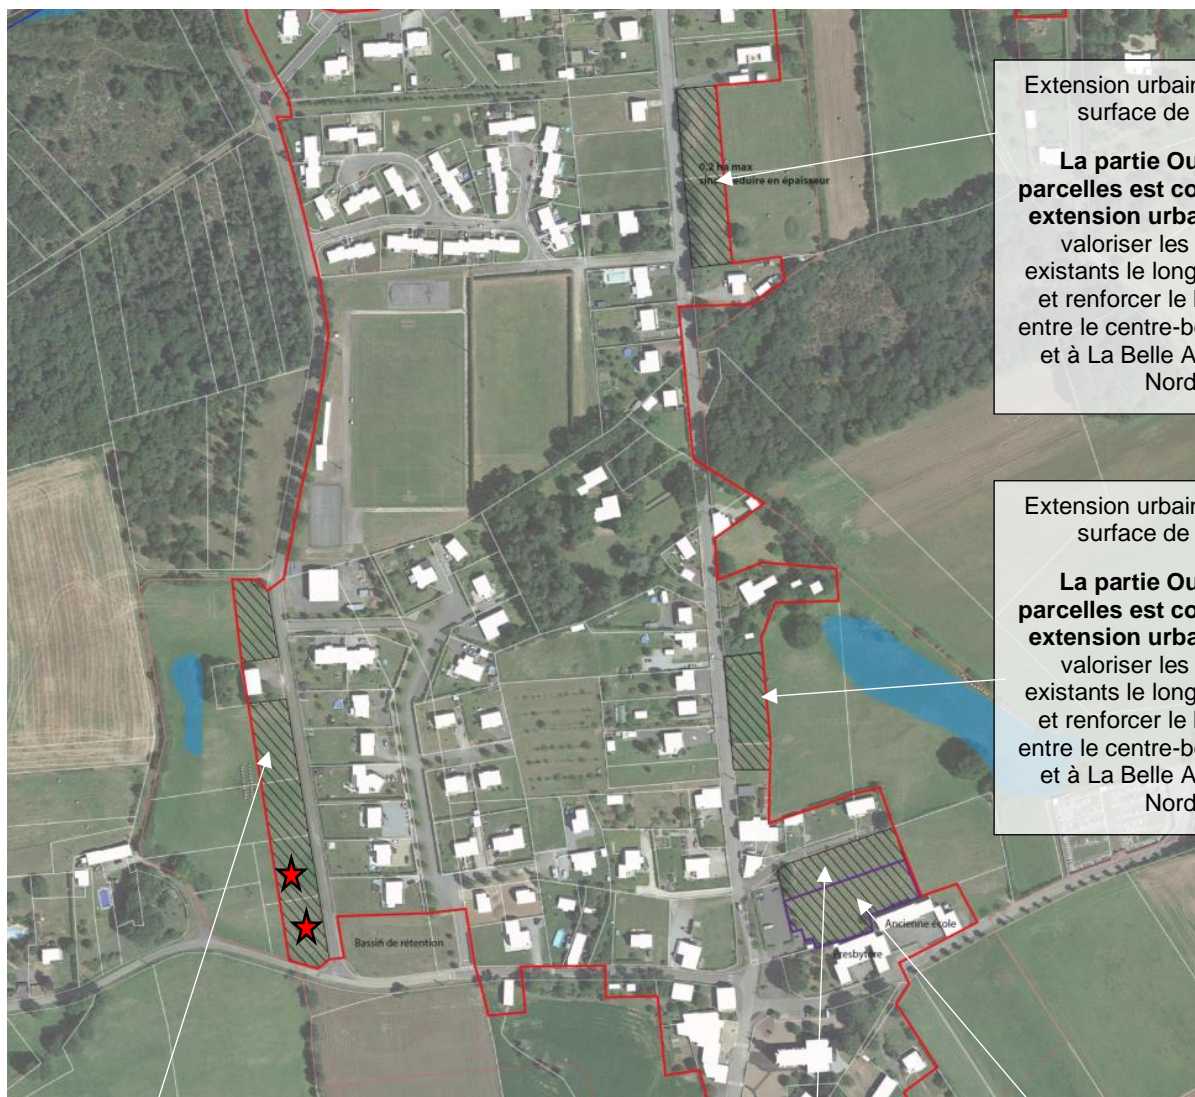 Extension urbain
surface de
La partie Ou
parcelles est co
extension urba
valoriser les
existants le long
et renforcer le
entre le centre-b
et à La Belle A
Nord
0,2 ha max
en épaisseur
Extension urbain
surface de
La partie Ou
parcelles est co
extension urba
valoriser les
existants le long
et renforcer le
entre le centre-b
et à La Belle A
Nord
Ancienne école
Bassin de rétention
Presbytère